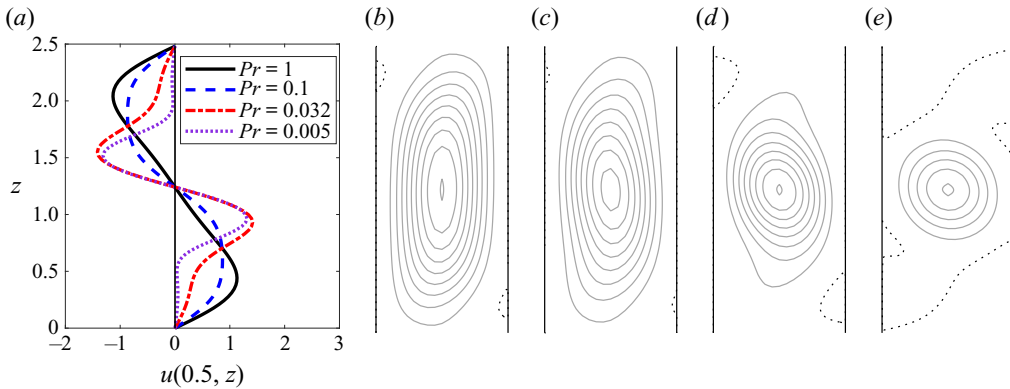 (a) (b) (c) (d) (e)
2.5
2.0
1.5
z
1.0
0.5
0
Pr = 1
Pr = 0.1
Pr = 0.032
Pr = 0.005
−2 −1 0 1 2 3
u(0.5, z)